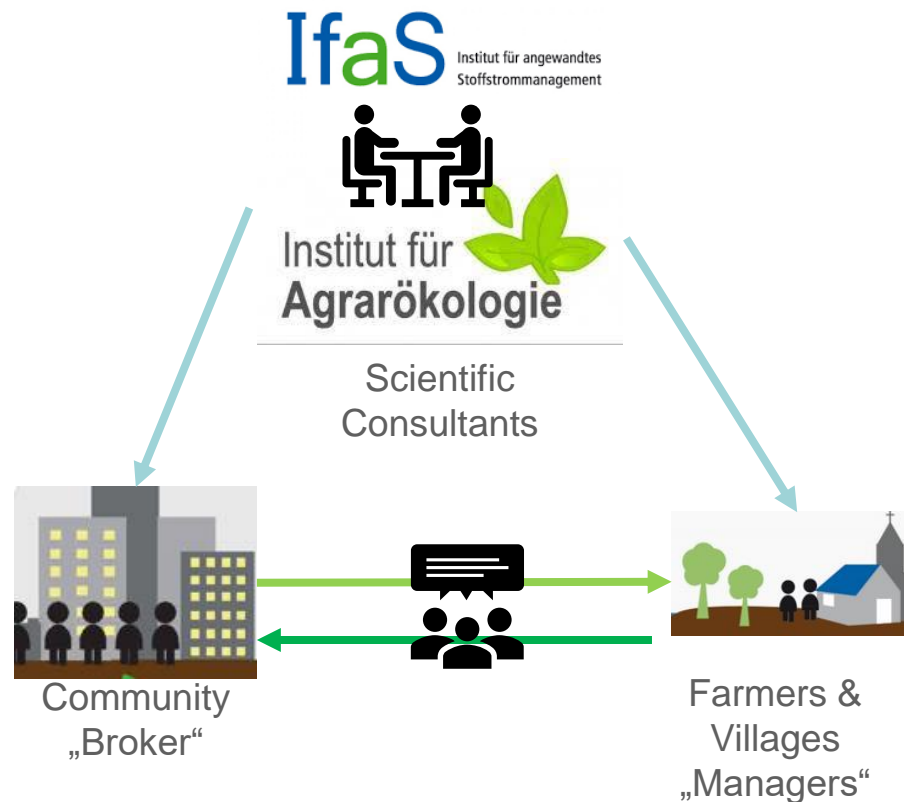 IfaS
Institut für angewandtes
Stoffstrommanagement
Institut für
Agrarökologie
Scientific
Consultants
Community
„Broker“
Farmers &
Villages
„Managers“